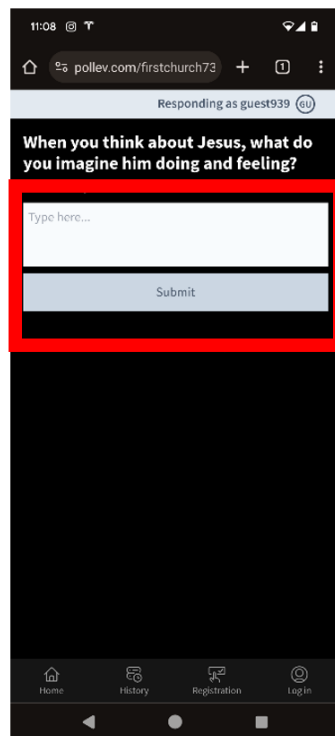 11:08
pollev.com/firstchurch73
1
Responding as guest939 GU
When you think about Jesus, what do
you imagine him doing and feeling?
Type here...
Submit
Home History Registration Log in